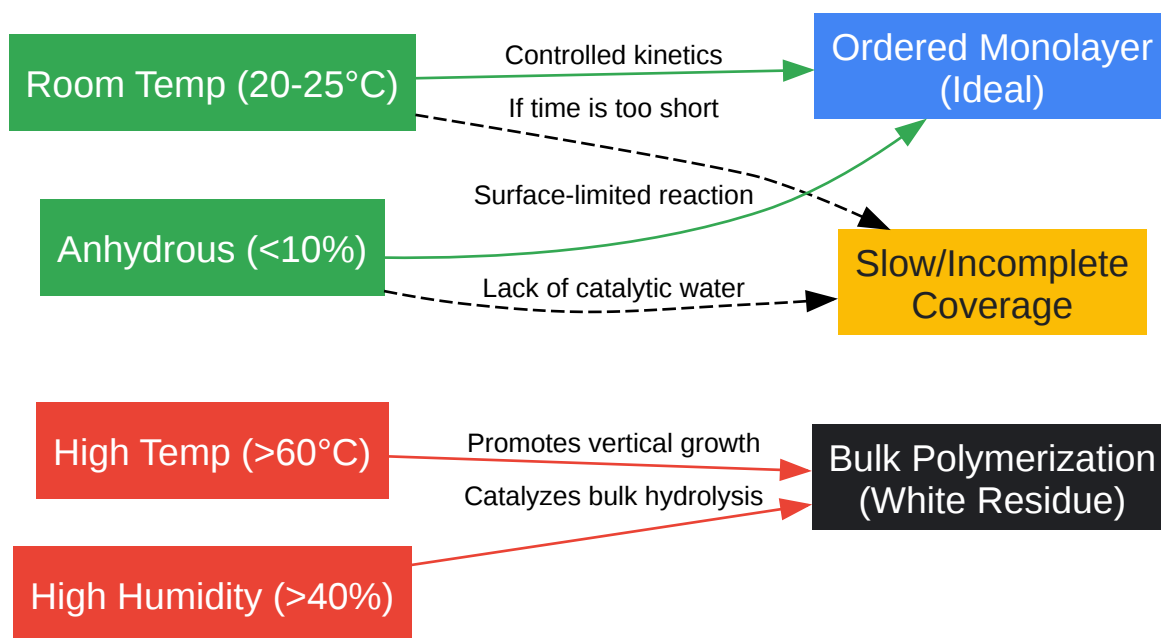 Room Temp (20-25°C)
Controlled kinetics
Ordered Monolayer
(Ideal)
If time is too short
Anhydrous (<10%)
Surface-limited reaction
Lack of catalytic water
Slow/Incomplete
Coverage
High Temp (>60°C)
Promotes vertical growth
Bulk Polymerization
(White Residue)
Catalyzes bulk hydrolysis
High Humidity (>40%)